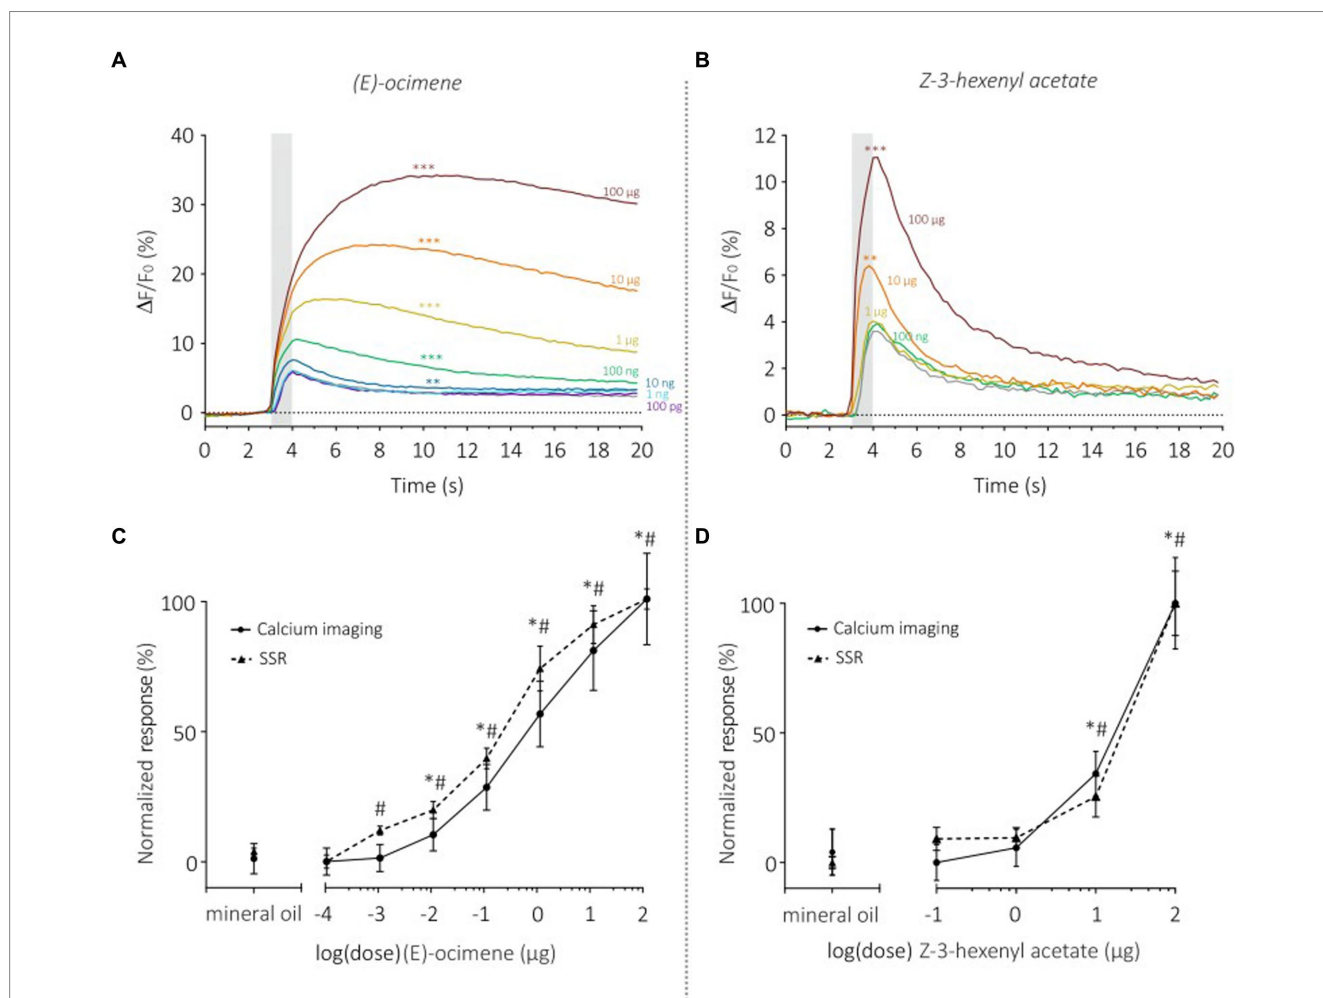 A
B
(E)-ocimene
Z-3-hexenyl acetate
40
30
20
10
0
ΔF/F0 (%)
***
100 µg
***
10 µg
***
1 µg
***
100 ng
**
10 ng
1 ng
100 pg
0 2 4 6 8 10 12 14 16 18 20
Time (s)
12
10
8
6
4
2
0
ΔF/F0 (%)
***
100 µg
**
10 µg
1 µg
100 ng
0 2 4 6 8 10 12 14 16 18 20
Time (s)
C
D
100
50
0
Normalized response (%)
Calcium imaging
SSR
#
*#
*#
*#
*#
*#
mineral oil
-4 -3 -2 -1 0 1 2
log(dose) (E)-ocimene (µg)
100
50
0
Normalized response (%)
Calcium imaging
SSR
*#
*#
mineral oil
-1 0 1 2
log(dose) Z-3-hexenyl acetate (µg)